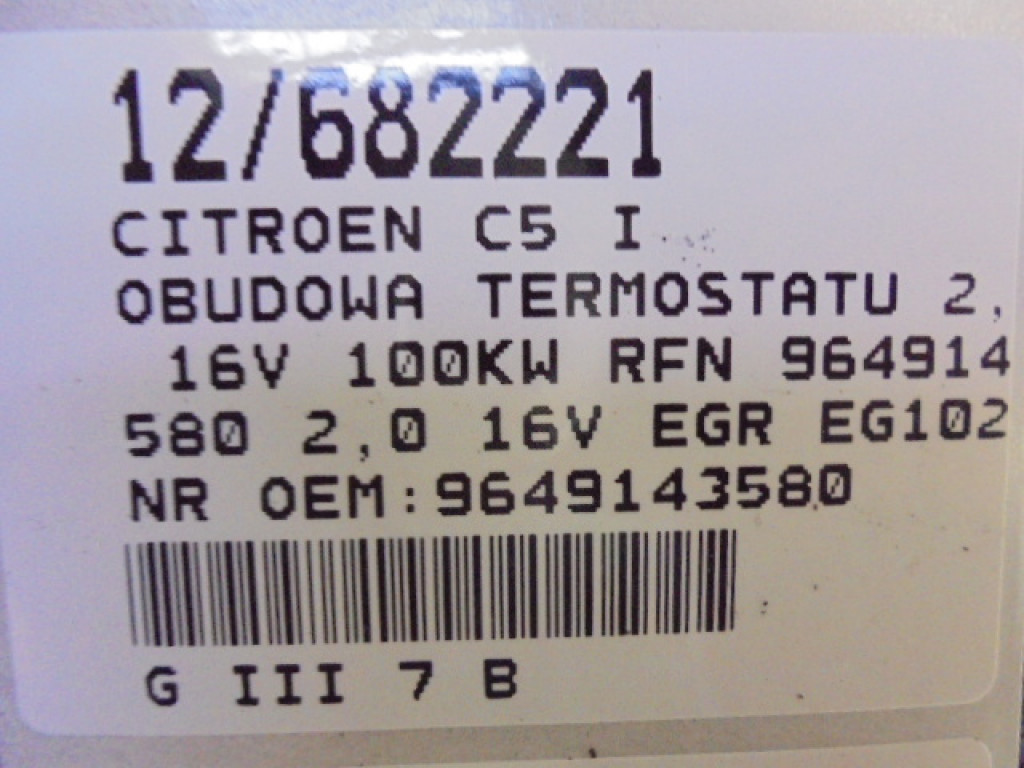 12/682221
CITROEN C5 I
OBUDOWA TERMOSTATU 2,
16V 100KW RFN 964914
580 2,0 16V EGR EG102
NR OEM:9649143580
G III 7 B